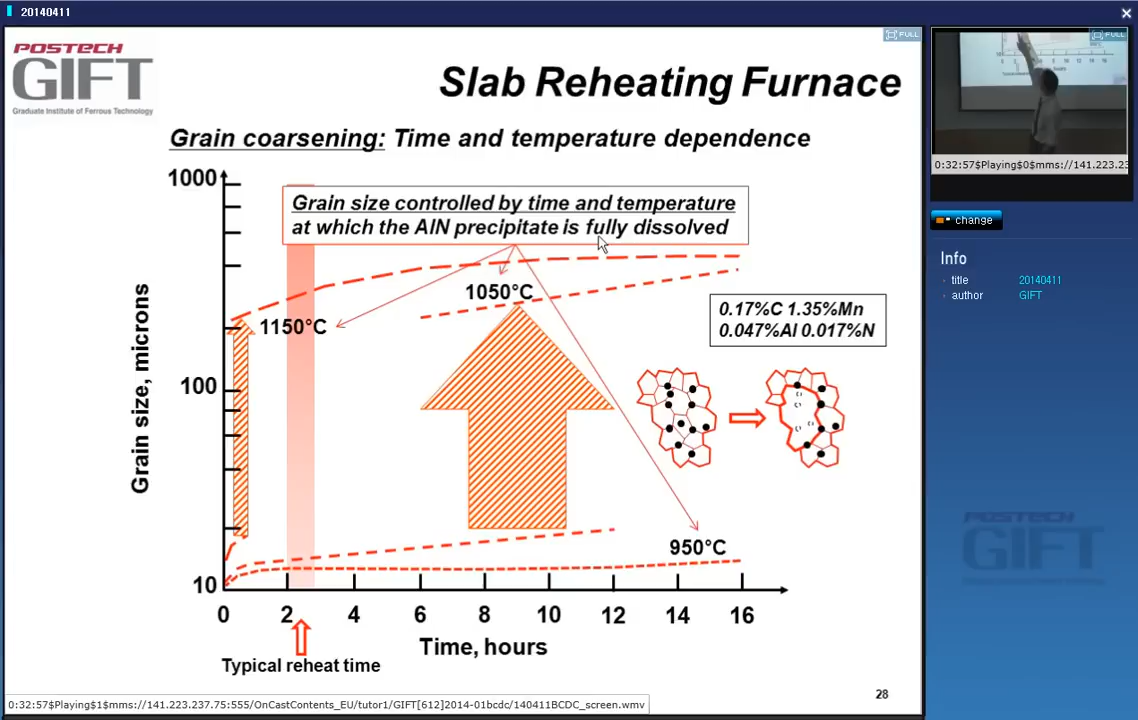 20140411
POSTECH
GIFT
Graduate Institute of Ferrous Technology
Slab Reheating Furnace
Grain coarsening: Time and temperature dependence
Grain size controlled by time and temperature
at which the AlN precipitate is fully dissolved
Grain size, microns
1000
100
10
1150°C
1050°C
950°C
0.17%C 1.35%Mn
0.047%Al 0.017%N
0 2 4 6 8 10 12 14 16
Time, hours
Typical reheat time
28
0:32:57$Playing$1$mms://141.223.237.75:555/OnCastContents_EU/tutor1/GIFT[612]2014-01bcdc/140411BCDC_screen.wmv
FULL
FULL
0:32:57$Playing$0$mms://141.223.23
change
Info
title 20140411
author GIFT
POSTECH
GIFT